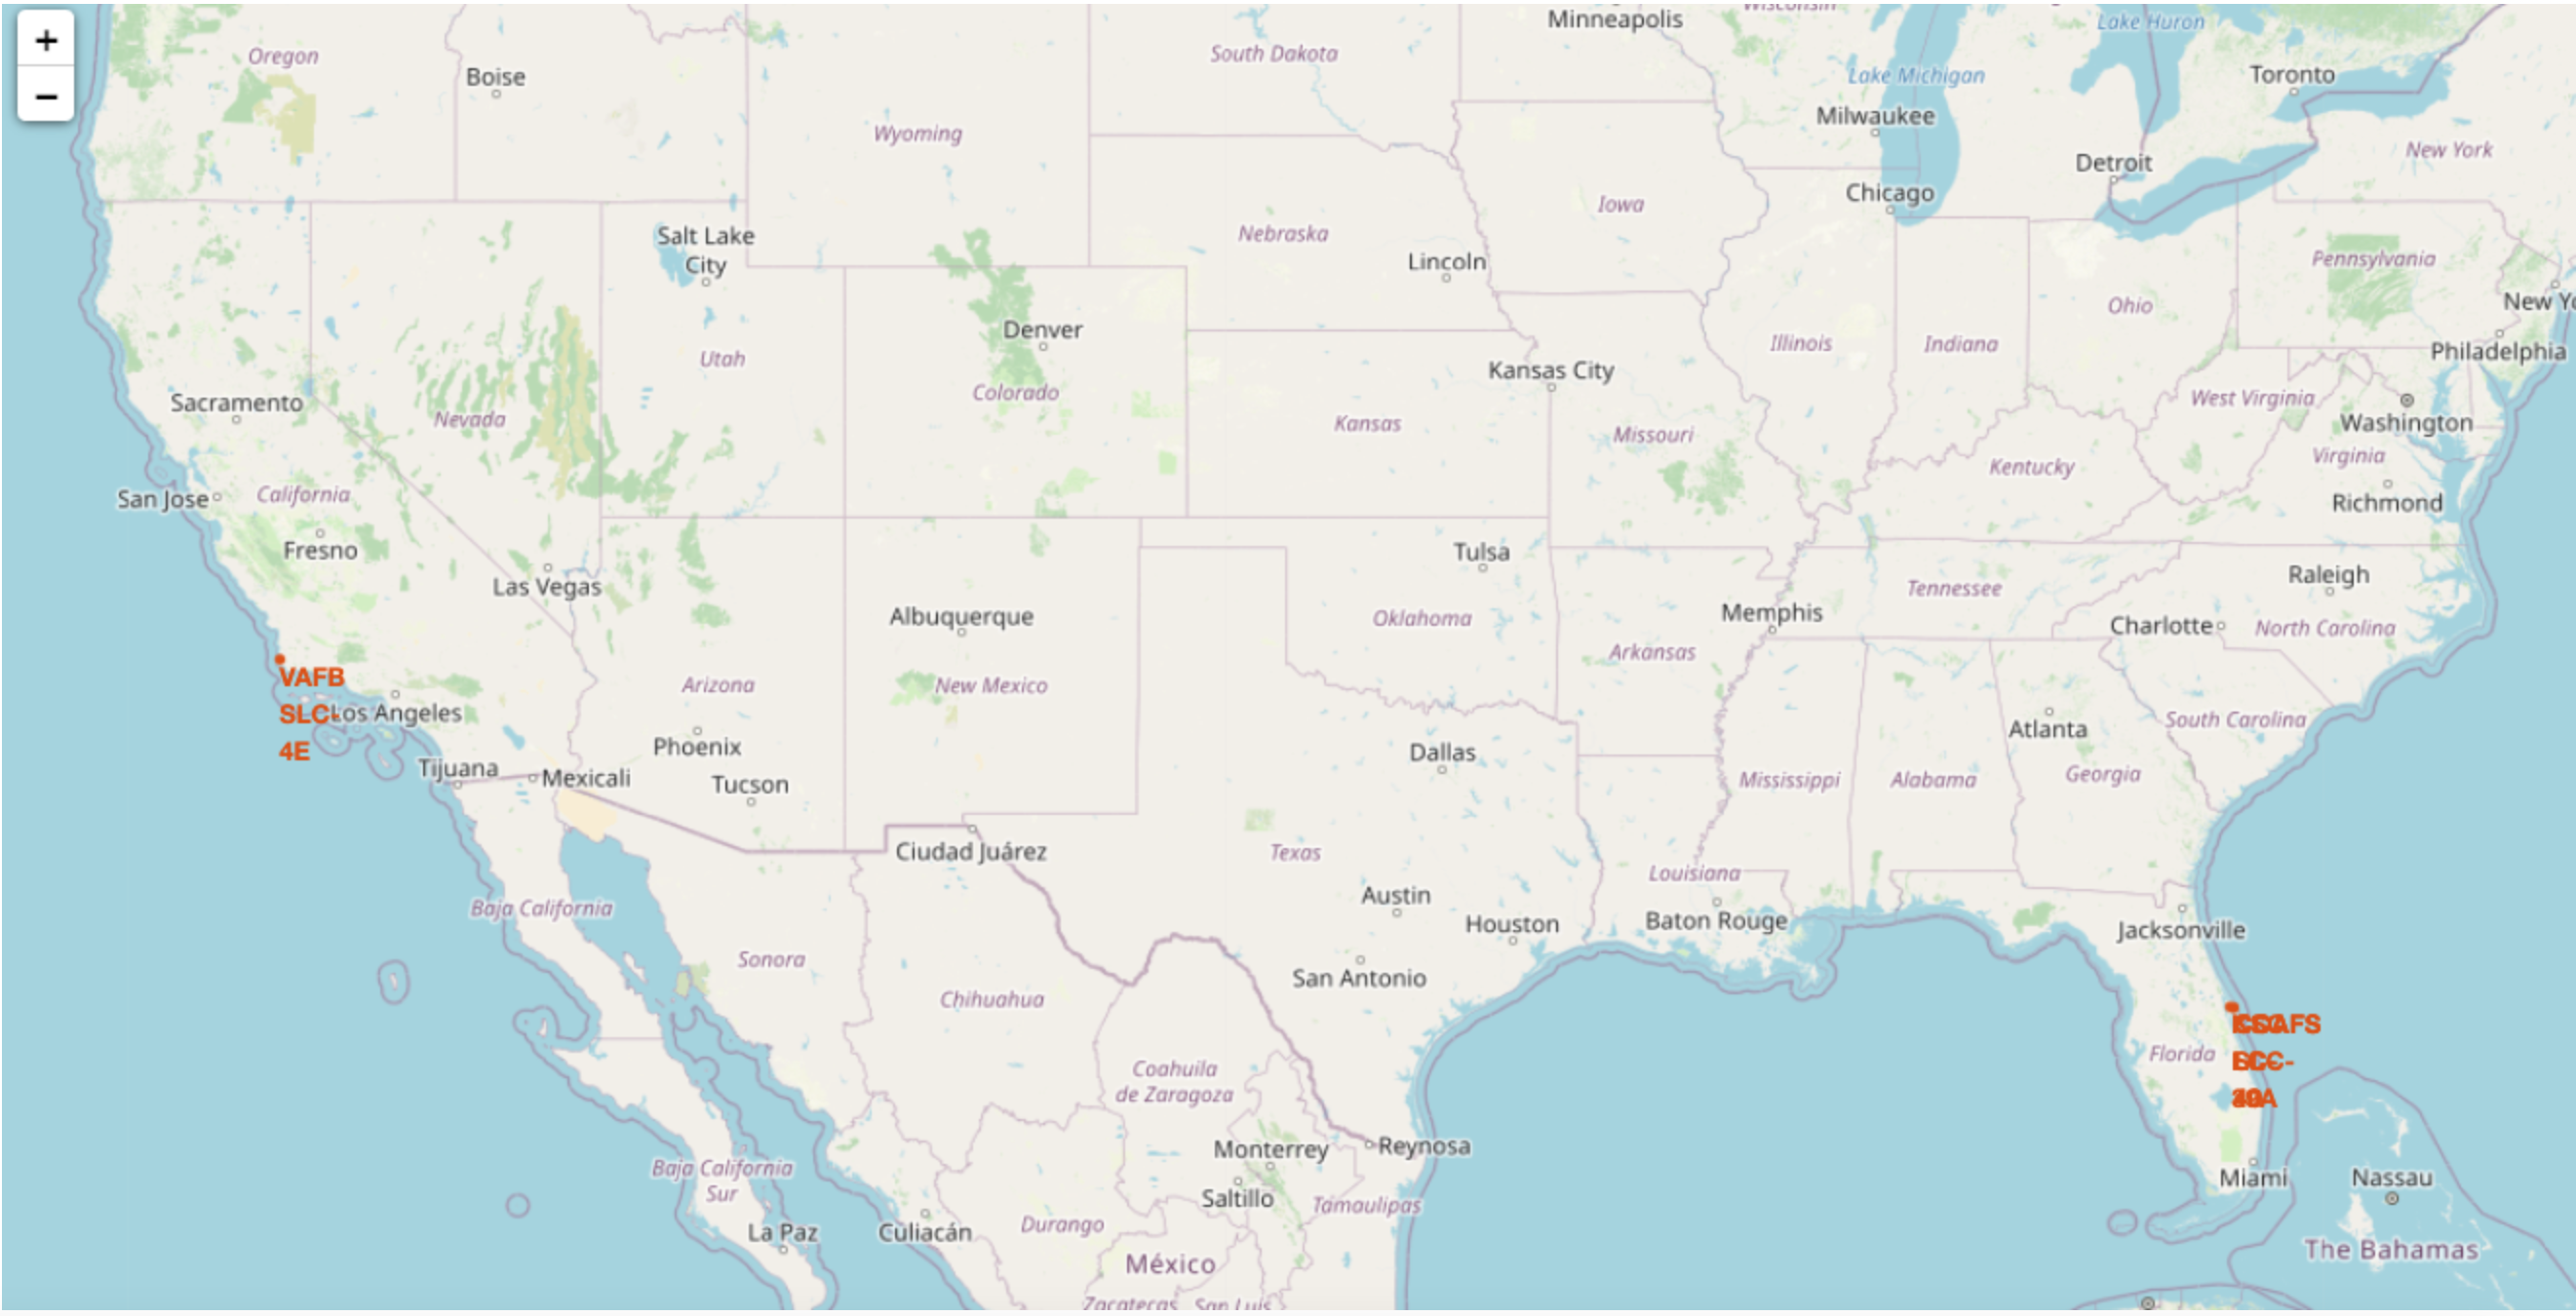 +
−
Minneapolis
Wisconsin
Lake Huron
Oregon
South Dakota
Boise
Lake Michigan
Toronto
Wyoming
Milwaukee
New York
Detroit
Chicago
Iowa
Salt Lake
City
Nebraska
Lincoln
Pennsylvania
Ohio
New Yo
Denver
Utah
Illinois
Indiana
Philadelphia
Kansas City
Colorado
Sacramento
Nevada
West Virginia
Kansas
Washington
Missouri
Virginia
Kentucky
San Jose
California
Richmond
Fresno
Tulsa
Las Vegas
Raleigh
Tennessee
Albuquerque
Oklahoma
Memphis
Charlotte
North Carolina
Arkansas
VAFB
SLC-
4E
Los Angeles
Arizona
New Mexico
South Carolina
Atlanta
Phoenix
Dallas
Tijuana
Mexicali
Tucson
Mississippi
Alabama
Georgia
Ciudad Juárez
Texas
Louisiana
Austin
Baja California
Houston
Baton Rouge
Jacksonville
Sonora
San Antonio
Chihuahua
Florida
Coahuila
de Zaragoza
Monterrey
Reynosa
Baja California
Sur
Miami
Nassau
Saltillo
Tamaulipas
La Paz
Culiacán
Durango
The Bahamas
México
Zacatecas
San Luis